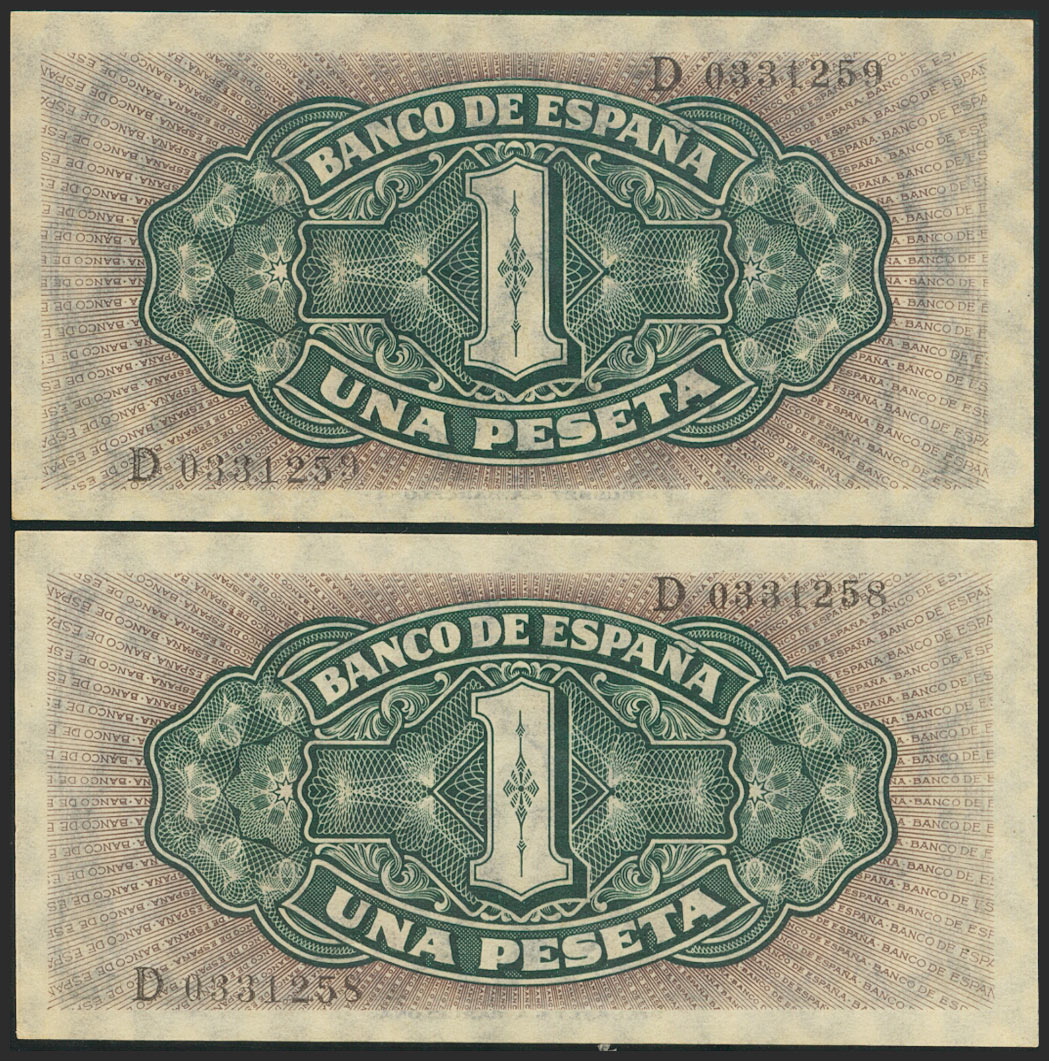 D 0331259
BANCO DE ESPAÑA
1
UNA PESETA
D 0331259
D 0331258
BANCO DE ESPAÑA
1
UNA PESETA
D 0331258